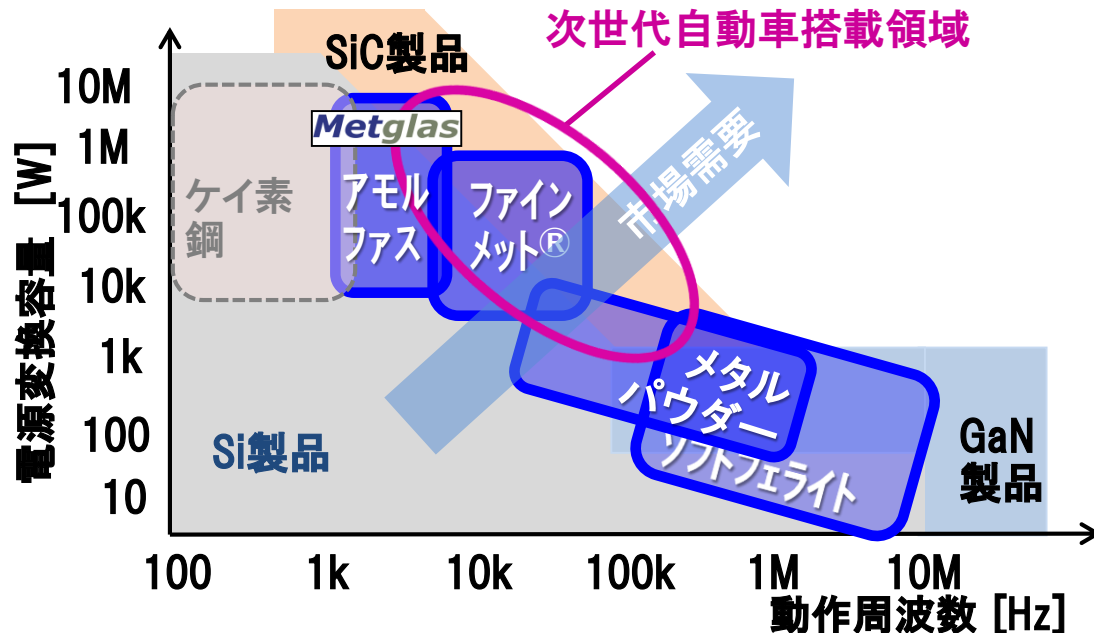 次世代自動車搭載領域
SiC製品
10M
1M
100k
10k
1k
100
10
電源変換容量 [W]
Metglas
ケイ素
鋼
アモル
ファス
ファイン
メット®
市場需要
メタル
パウダー
ソフトフェライト
Si製品
GaN
製品
100
1k
10k
100k
1M
10M
動作周波数 [Hz]